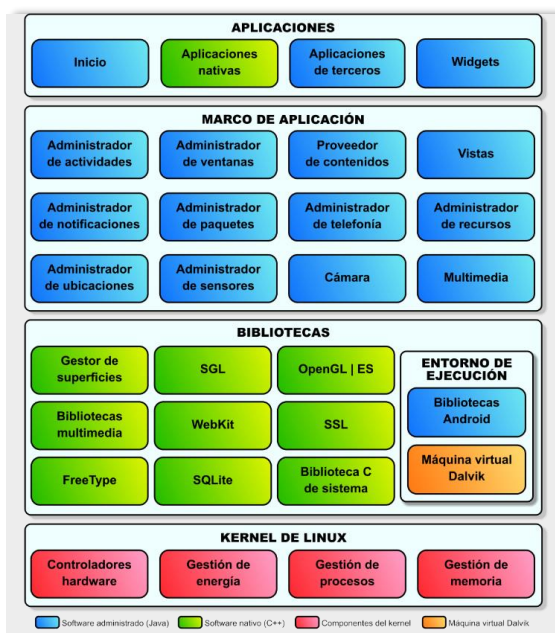 APLICACIONES
Inicio
Aplicaciones
nativas
Aplicaciones
de terceros
Widgets
MARCO DE APLICACIÓN
Administrador
de actividades
Administrador
de ventanas
Proveedor
de contenidos
Vistas
Administrador
de notificaciones
Administrador
de paquetes
Administrador
de telefonía
Administrador
de recursos
Administrador
de ubicaciones
Administrador
de sensores
Cámara
Multimedia
BIBLIOTECAS
Gestor de
superficies
SGL
OpenGL | ES
Bibliotecas
multimedia
WebKit
SSL
FreeType
SQLite
Biblioteca C
de sistema
ENTORNO DE
EJECUCIÓN
Bibliotecas
Android
Máquina virtual
Dalvik
KERNEL DE LINUX
Controladores
hardware
Gestión de
energía
Gestión de
procesos
Gestión de
memoria
Software administrado (Java)
Software nativo (C++)
Componentes del kernel
Máquina virtual Dalvik